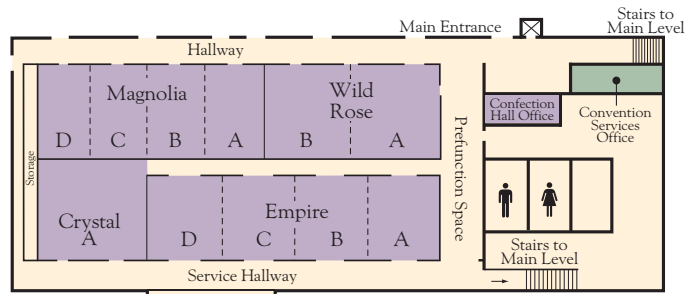 Stairs to
Main Level
Main Entrance
Hallway
Magnolia
D C B A
Wild
Rose
B A
Confection
Hall Office
Convention
Services
Office
Storage
Prefunction Space
Crystal
A
Empire
D C B A
Stairs to
Main Level
Service Hallway